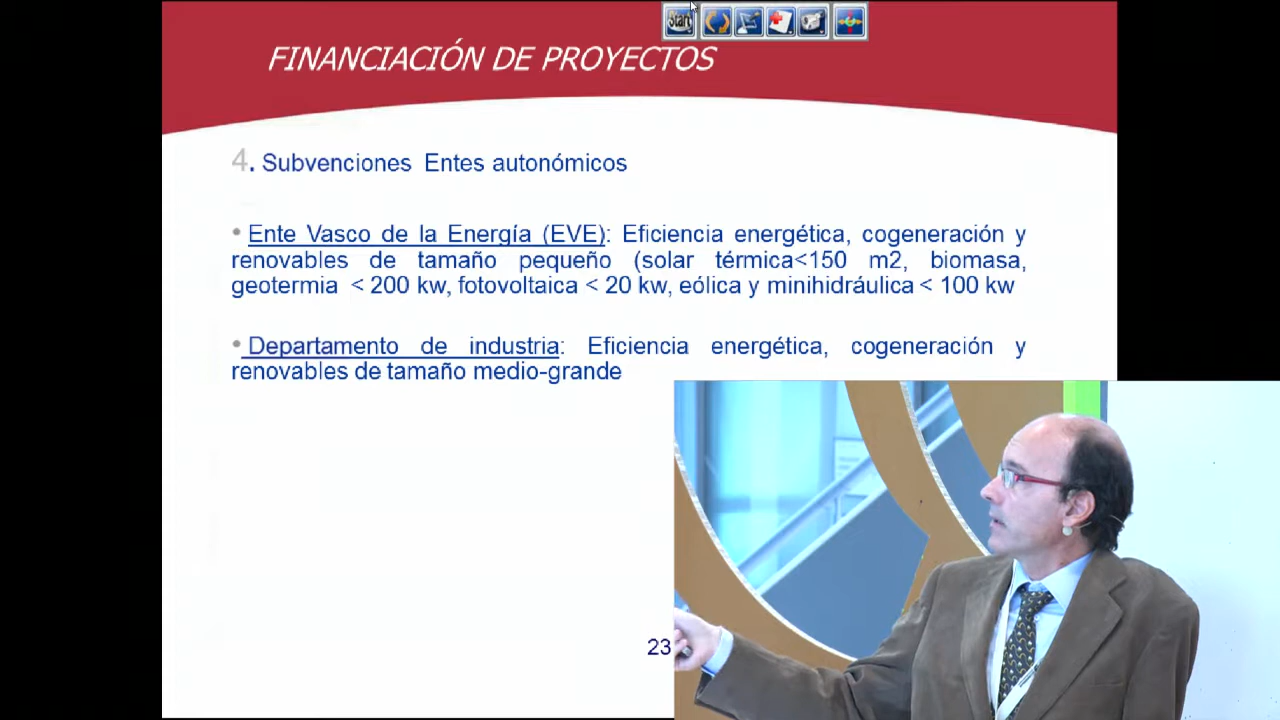 Start
FINANCIACIÓN DE PROYECTOS
4. Subvenciones Entes autonómicos
• Ente Vasco de la Energía (EVE): Eficiencia energética, cogeneración y
renovables de tamaño pequeño (solar térmica<150 m2, biomasa,
geotermia < 200 kw, fotovoltaica < 20 kw, eólica y minihidráulica < 100 kw
• Departamento de industria: Eficiencia energética, cogeneración y
renovables de tamaño medio-grande
23